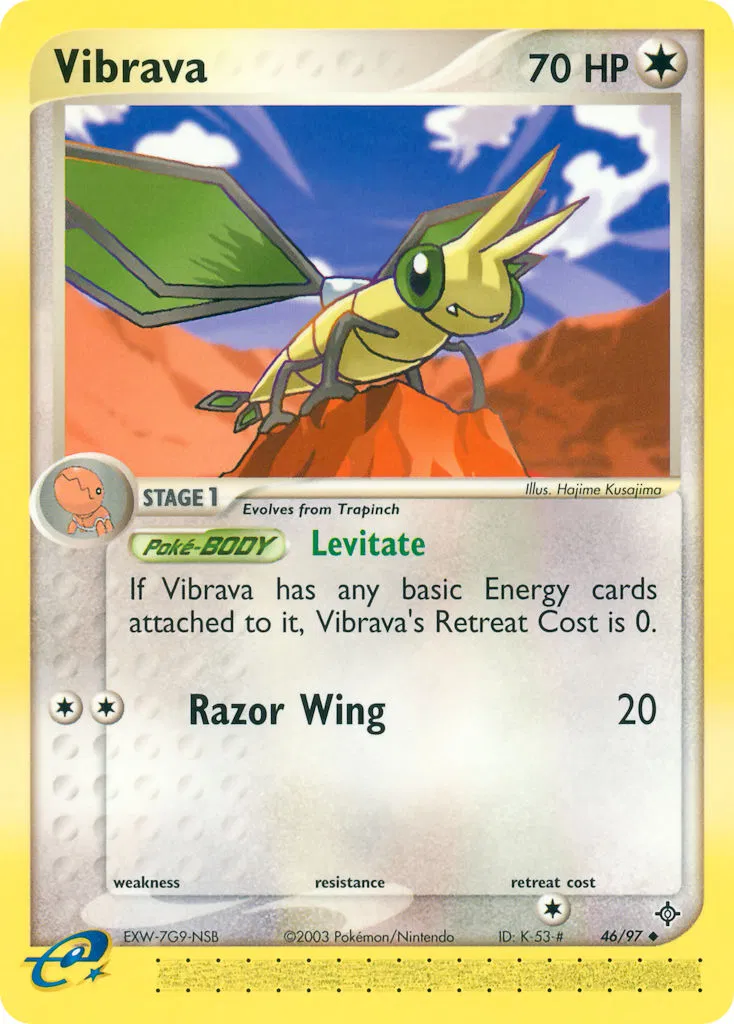 Vibrava 70 HP
Illus. Hajime Kusajima
STAGE 1
Evolves from Trapinch
Poké-BODY Levitate
If Vibrava has any basic Energy cards
attached to it, Vibrava's Retreat Cost is 0.
Razor Wing 20
weakness resistance retreat cost
EXW-7G9-NSB ©2003 Pokémon/Nintendo ID: K-53-# 46/97
e